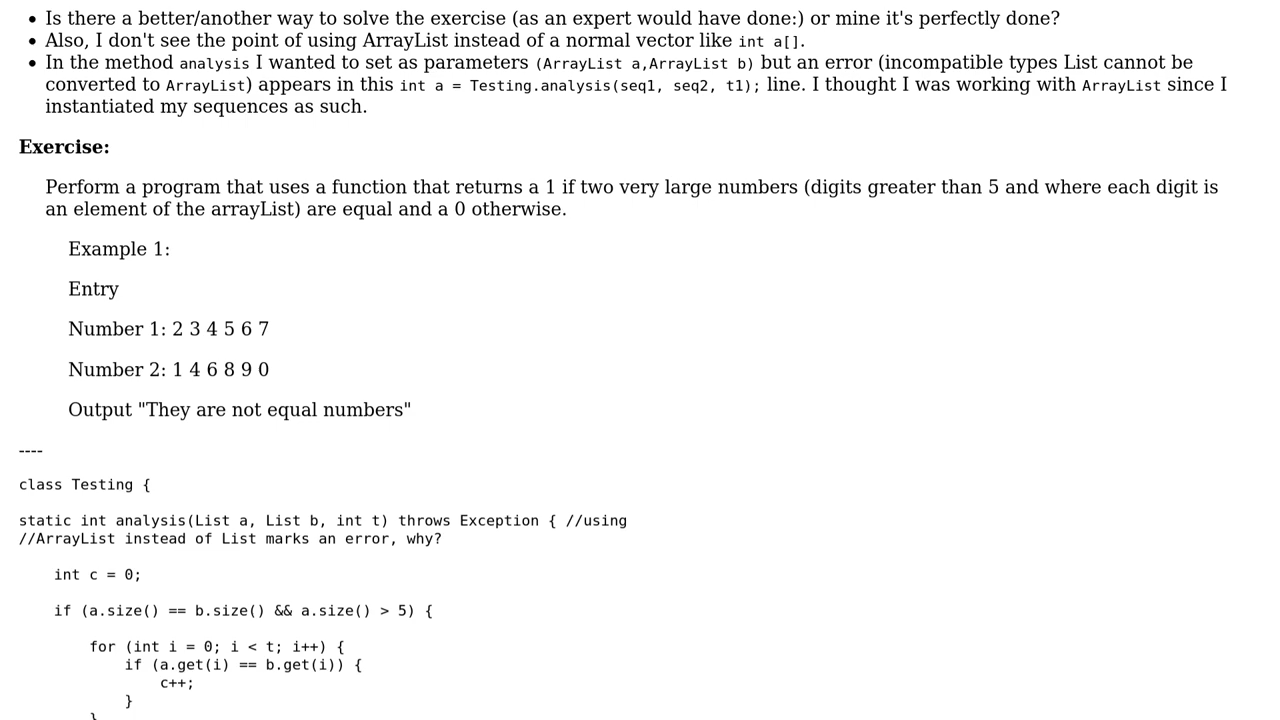 • Is there a better/another way to solve the exercise (as an expert would have done:) or mine it's perfectly done?
• Also, I don't see the point of using ArrayList instead of a normal vector like int a[].
• In the method analysis I wanted to set as parameters (ArrayList a,ArrayList b) but an error (incompatible types List cannot be
converted to ArrayList) appears in this int a = Testing.analysis(seq1, seq2, t1); line. I thought I was working with ArrayList since I
instantiated my sequences as such.
Exercise:
Perform a program that uses a function that returns a 1 if two very large numbers (digits greater than 5 and where each digit is
an element of the arrayList) are equal and a 0 otherwise.
Example 1:
Entry
Number 1: 2 3 4 5 6 7
Number 2: 1 4 6 8 9 0
Output "They are not equal numbers"
----
class Testing {
static int analysis(List a, List b, int t) throws Exception { //using
//ArrayList instead of List marks an error, why?
    int c = 0;
    if (a.size() == b.size() && a.size() > 5) {
        for (int i = 0; i < t; i++) {
            if (a.get(i) == b.get(i)) {
                c++;
            }
        }